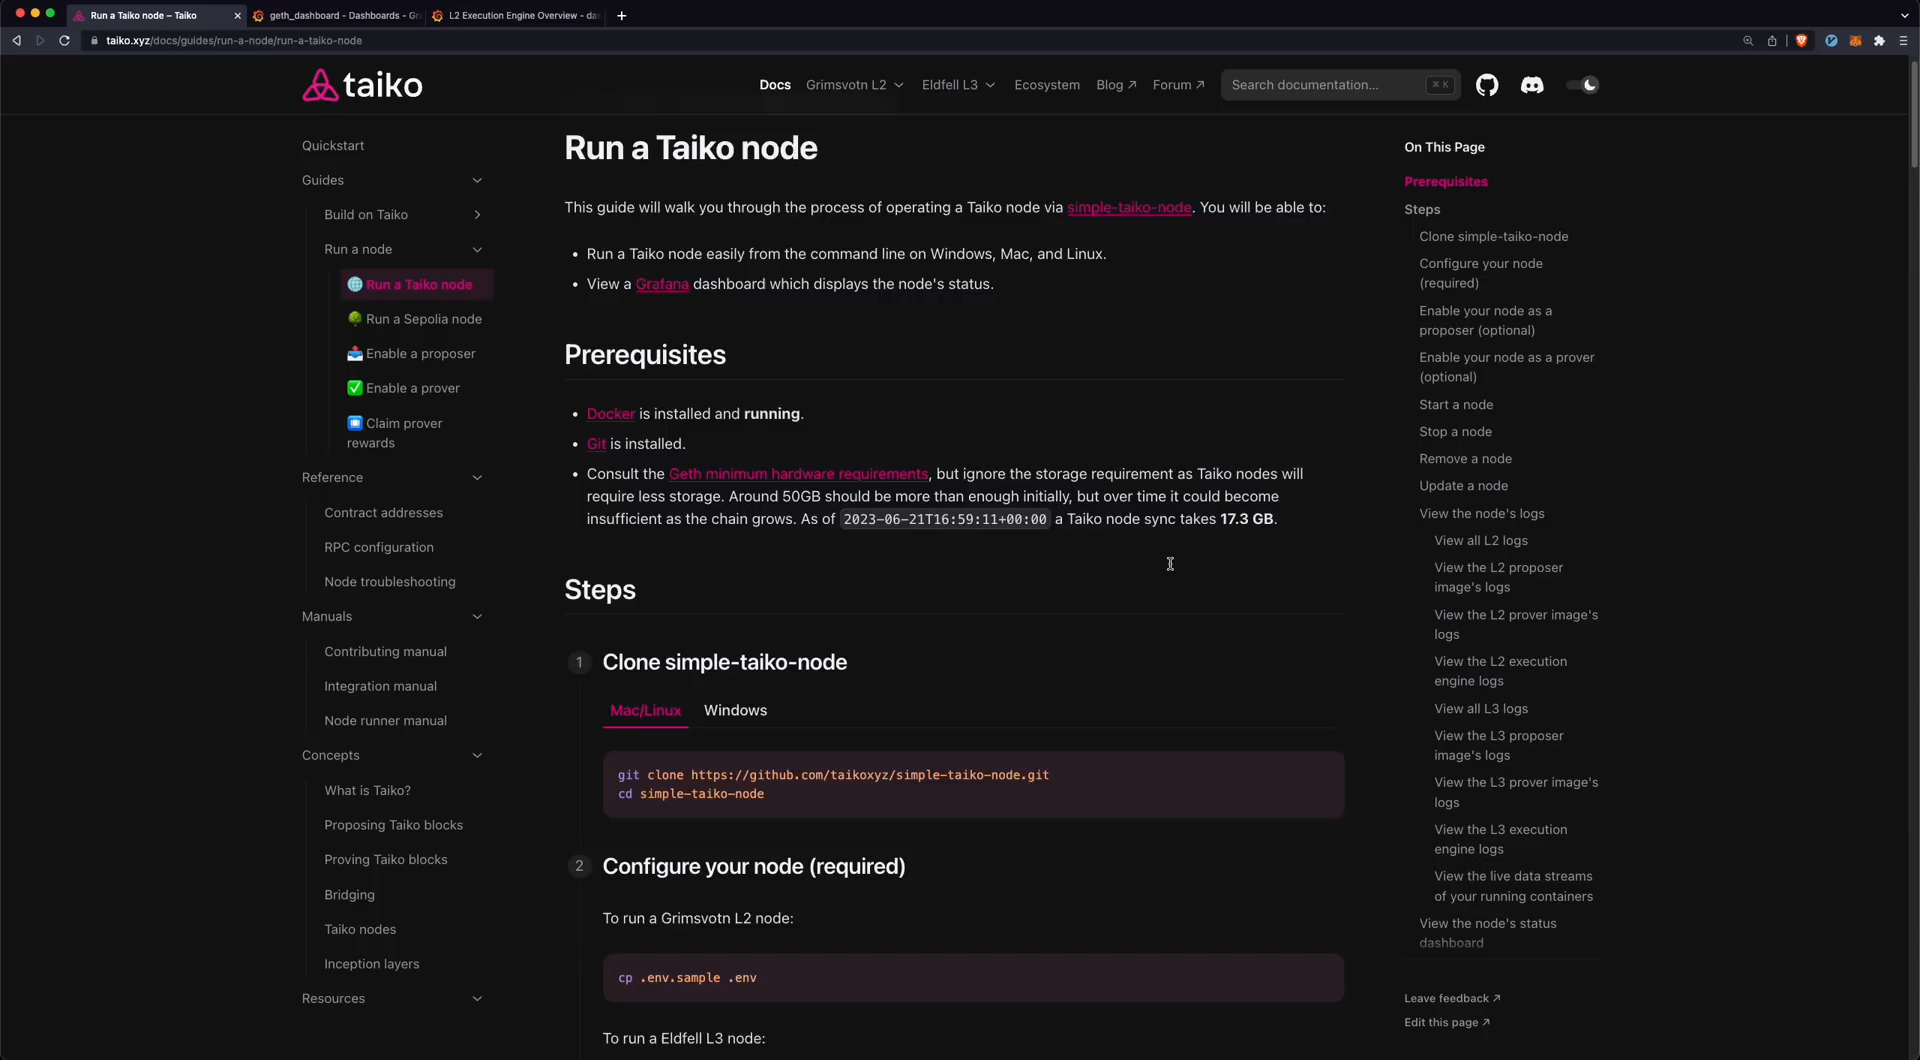 Run a Taiko node – Taiko
geth_dashboard - Dashboards - Gr
L2 Execution Engine Overview - das
taiko.xyz/docs/guides/run-a-node/run-a-taiko-node
taiko
Docs
Grimsvotn L2
Eldfell L3
Ecosystem
Blog ↗
Forum ↗
Search documentation...
⌘ K
Quickstart
Guides
Build on Taiko
Run a node
Run a Taiko node
Run a Sepolia node
Enable a proposer
Enable a prover
Claim prover
rewards
Reference
Contract addresses
RPC configuration
Node troubleshooting
Manuals
Contributing manual
Integration manual
Node runner manual
Concepts
What is Taiko?
Proposing Taiko blocks
Proving Taiko blocks
Bridging
Taiko nodes
Inception layers
Resources
Run a Taiko node
This guide will walk you through the process of operating a Taiko node via simple-taiko-node. You will be able to:
• Run a Taiko node easily from the command line on Windows, Mac, and Linux.
• View a Grafana dashboard which displays the node's status.
Prerequisites
• Docker is installed and running.
• Git is installed.
• Consult the Geth minimum hardware requirements, but ignore the storage requirement as Taiko nodes will
require less storage. Around 50GB should be more than enough initially, but over time it could become
insufficient as the chain grows. As of 2023-06-21T16:59:11+00:00 a Taiko node sync takes 17.3 GB.
Steps
1 Clone simple-taiko-node
Mac/Linux
Windows
git clone https://github.com/taikoxyz/simple-taiko-node.git
cd simple-taiko-node
2 Configure your node (required)
To run a Grimsvotn L2 node:
cp .env.sample .env
To run a Eldfell L3 node:
On This Page
Prerequisites
Steps
Clone simple-taiko-node
Configure your node
(required)
Enable your node as a
proposer (optional)
Enable your node as a prover
(optional)
Start a node
Stop a node
Remove a node
Update a node
View the node's logs
View all L2 logs
View the L2 proposer
image's logs
View the L2 prover image's
logs
View the L2 execution
engine logs
View all L3 logs
View the L3 proposer
image's logs
View the L3 prover image's
logs
View the L3 execution
engine logs
View the live data streams
of your running containers
View the node's status
dashboard
Leave feedback ↗
Edit this page ↗